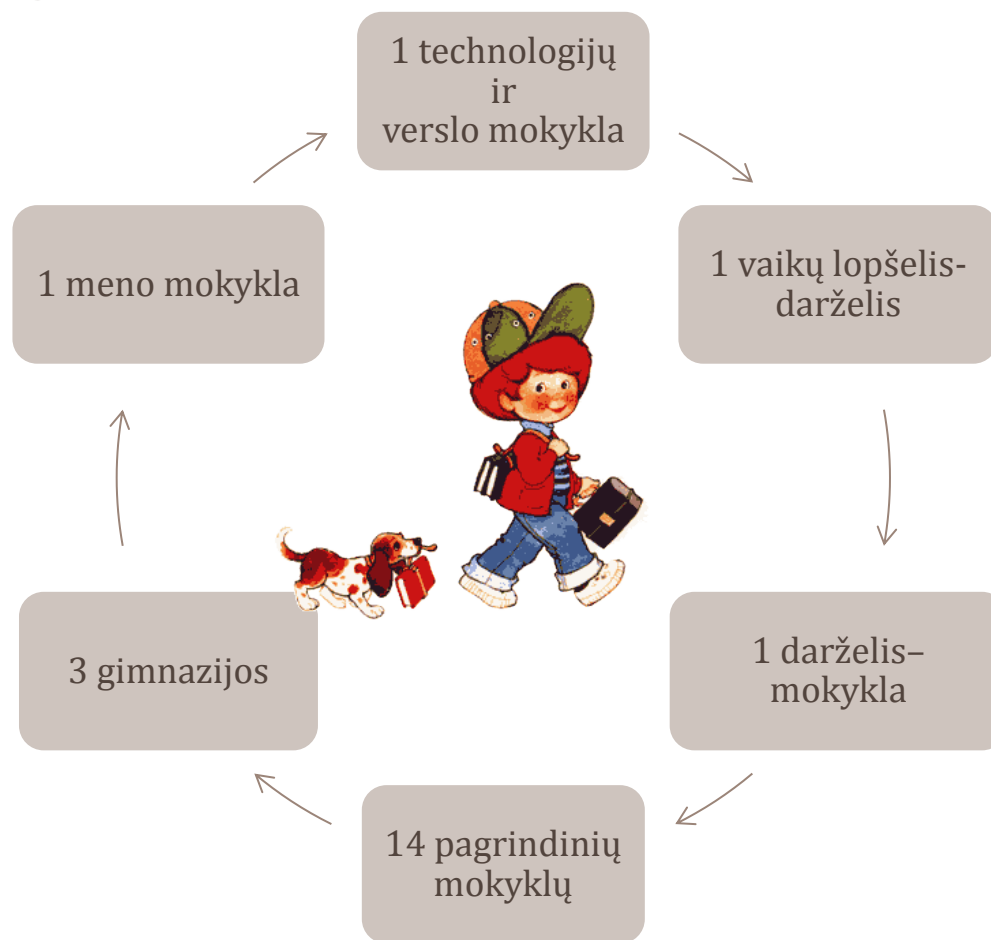 1 technologijų
ir
verslo mokykla
1 vaikų lopšelis-
darželis
1 darželis–
mokykla
14 pagrindinių
mokyklų
3 gimnazijos
1 meno mokykla